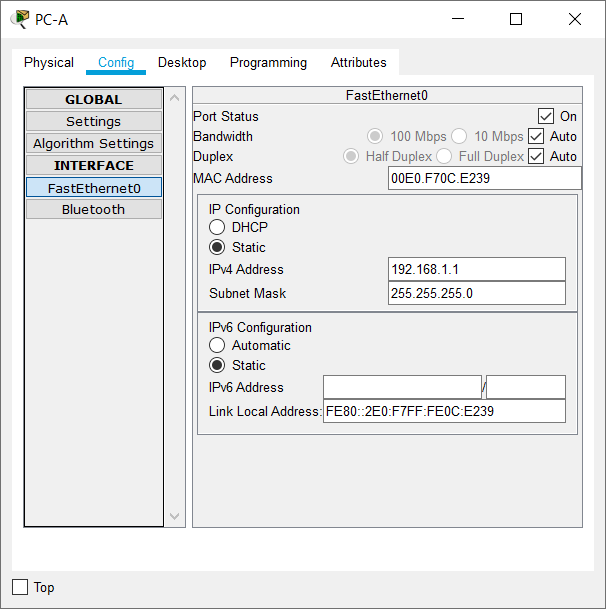 PC-A
Physical Config Desktop Programming Attributes
GLOBAL
Settings
Algorithm Settings
INTERFACE
FastEthernet0
Bluetooth
FastEthernet0
Port Status On
Bandwidth 100 Mbps 10 Mbps Auto
Duplex Half Duplex Full Duplex Auto
MAC Address 00E0.F70C.E239
IP Configuration
DHCP
Static
IPv4 Address 192.168.1.1
Subnet Mask 255.255.255.0
IPv6 Configuration
Automatic
Static
IPv6 Address /
Link Local Address: FE80::2E0:F7FF:FE0C:E239
Top